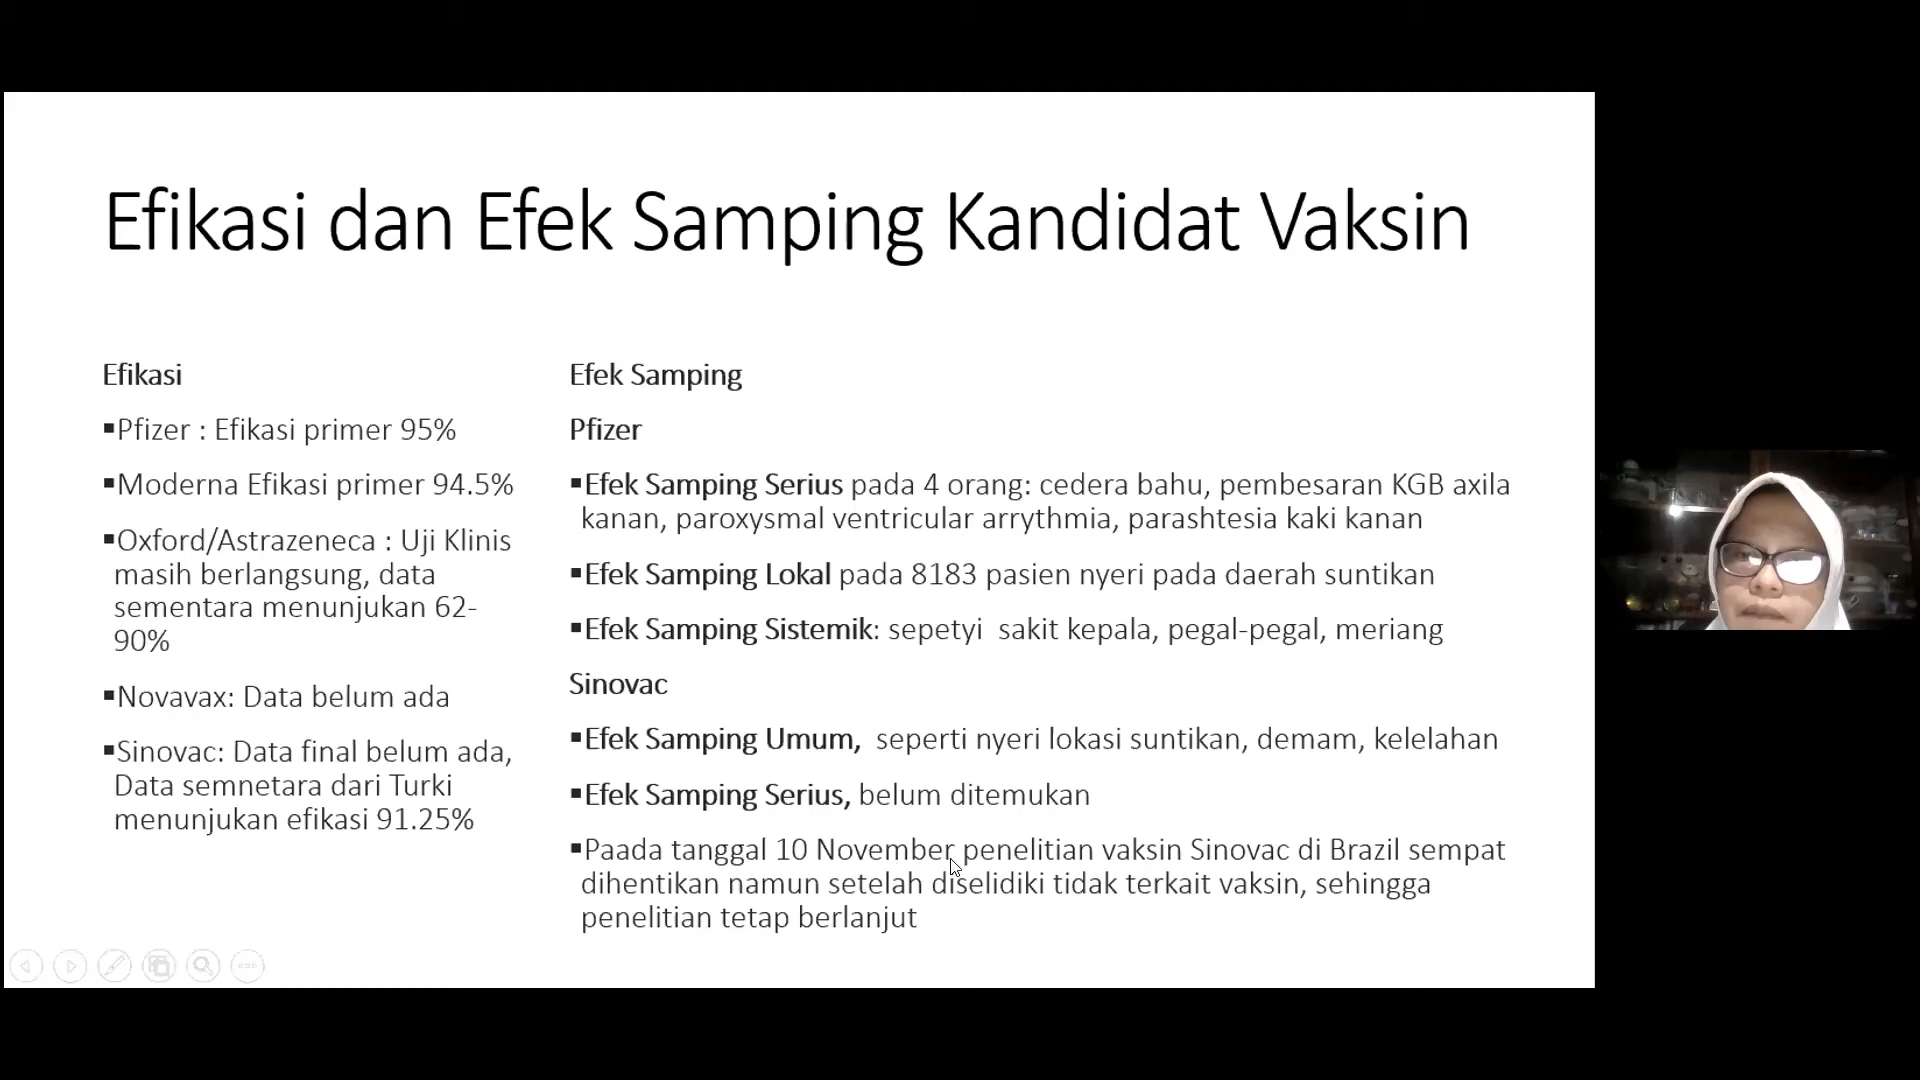 Efikasi dan Efek Samping Kandidat Vaksin
Efikasi
▪Pfizer : Efikasi primer 95%
▪Moderna Efikasi primer 94.5%
▪Oxford/Astrazeneca : Uji Klinis
masih berlangsung, data
sementara menunjukan 62-
90%
▪Novavax: Data belum ada
▪Sinovac: Data final belum ada,
Data semnetara dari Turki
menunjukan efikasi 91.25%
Efek Samping
Pfizer
▪Efek Samping Serius pada 4 orang: cedera bahu, pembesaran KGB axila
kanan, paroxysmal ventricular arrythmia, parashtesia kaki kanan
▪Efek Samping Lokal pada 8183 pasien nyeri pada daerah suntikan
▪Efek Samping Sistemik: sepetyi  sakit kepala, pegal-pegal, meriang
Sinovac
▪Efek Samping Umum,  seperti nyeri lokasi suntikan, demam, kelelahan
▪Efek Samping Serius, belum ditemukan
▪Paada tanggal 10 November penelitian vaksin Sinovac di Brazil sempat
dihentikan namun setelah diselidiki tidak terkait vaksin, sehingga
penelitian tetap berlanjut